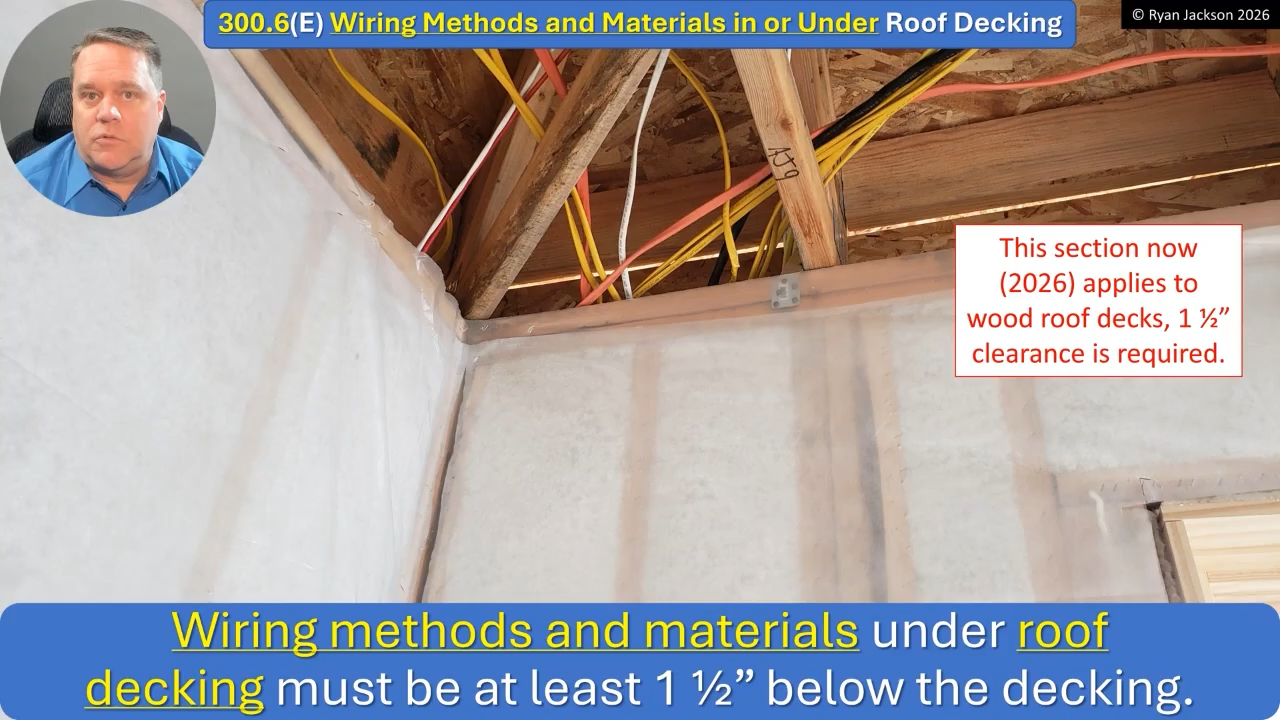 300.6(E) Wiring Methods and Materials in or Under Roof Decking
© Ryan Jackson 2026
A59
This section now
(2026) applies to
wood roof decks, 1 ½”
clearance is required.
Wiring methods and materials under roof
decking must be at least 1 ½” below the decking.